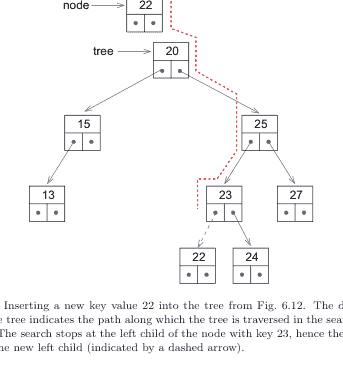 node 22
tree 20
15 25
13 23 27
22 24
Inserting a new key value 22 into the tree from Fig. 6.12. The
tree indicates the path along which the tree is traversed in the
The search stops at the left child of the node with key 23, hence
new left child (indicated by a dashed arrow).